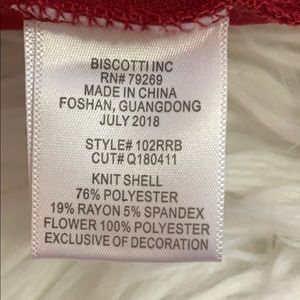 BISCOTTI INC
RN# 79269
MADE IN CHINA
FOSHAN, GUANGDONG
JULY 2018
STYLE# 102RRB
CUT# Q180411
KNIT SHELL
76% POLYESTER
19% RAYON 5% SPANDEX
FLOWER 100% POLYESTER
EXCLUSIVE OF DECORATION